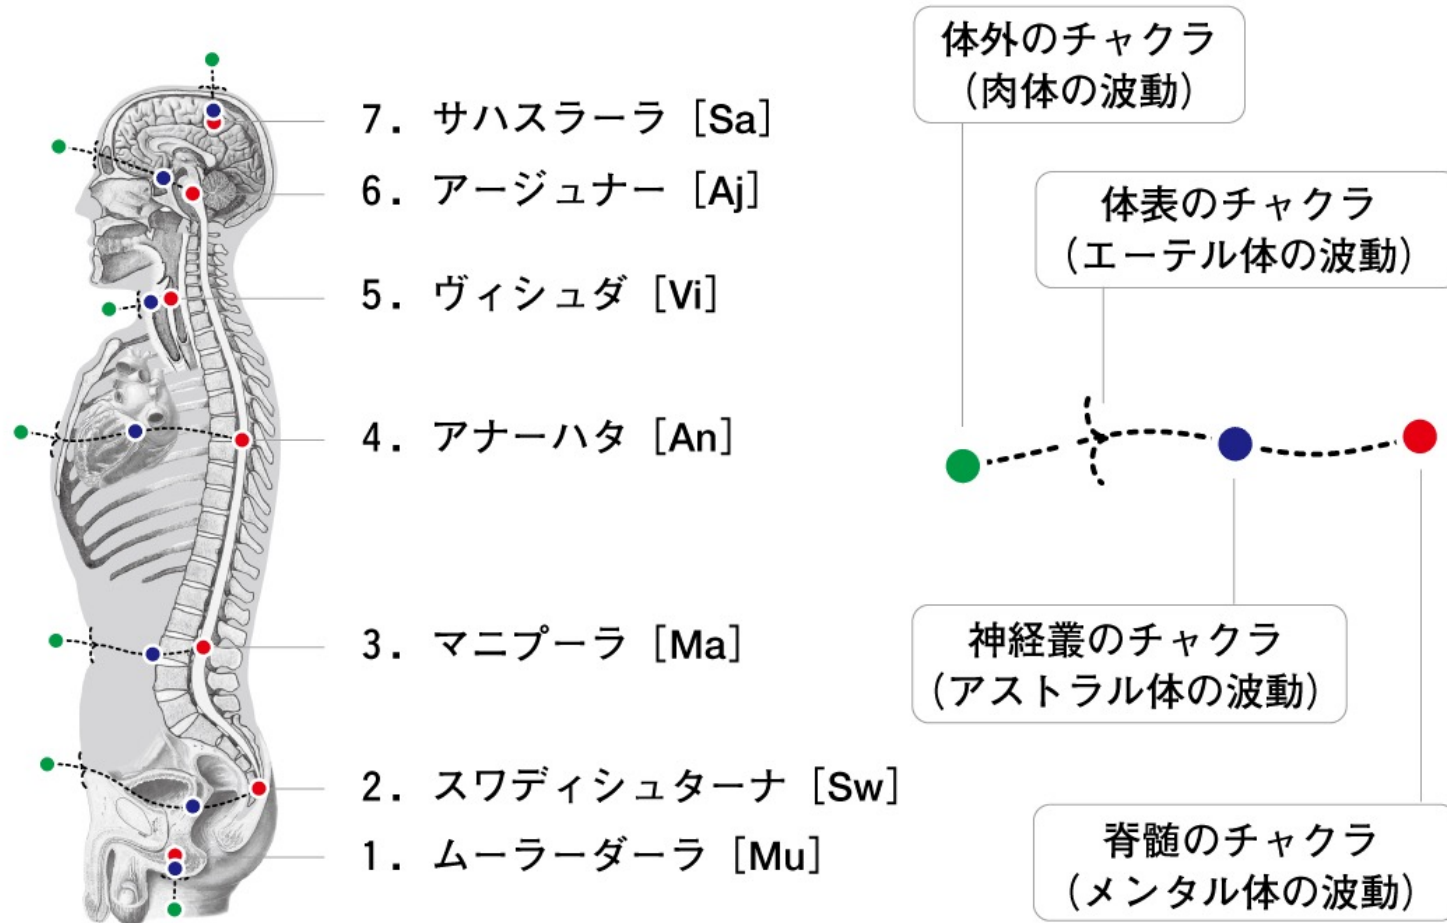 7. サハスラーラ [Sa]
6. アージュナー [Aj]
5. ヴィシュダ [Vi]
4. アナーハタ [An]
3. マニプーラ [Ma]
2. スワディシュターナ [Sw]
1. ムーラーダーラ [Mu]
体外のチャクラ
(肉体の波動)
体表のチャクラ
(エーテル体の波動)
神経叢のチャクラ
(アストラル体の波動)
脊髄のチャクラ
(メンタル体の波動)